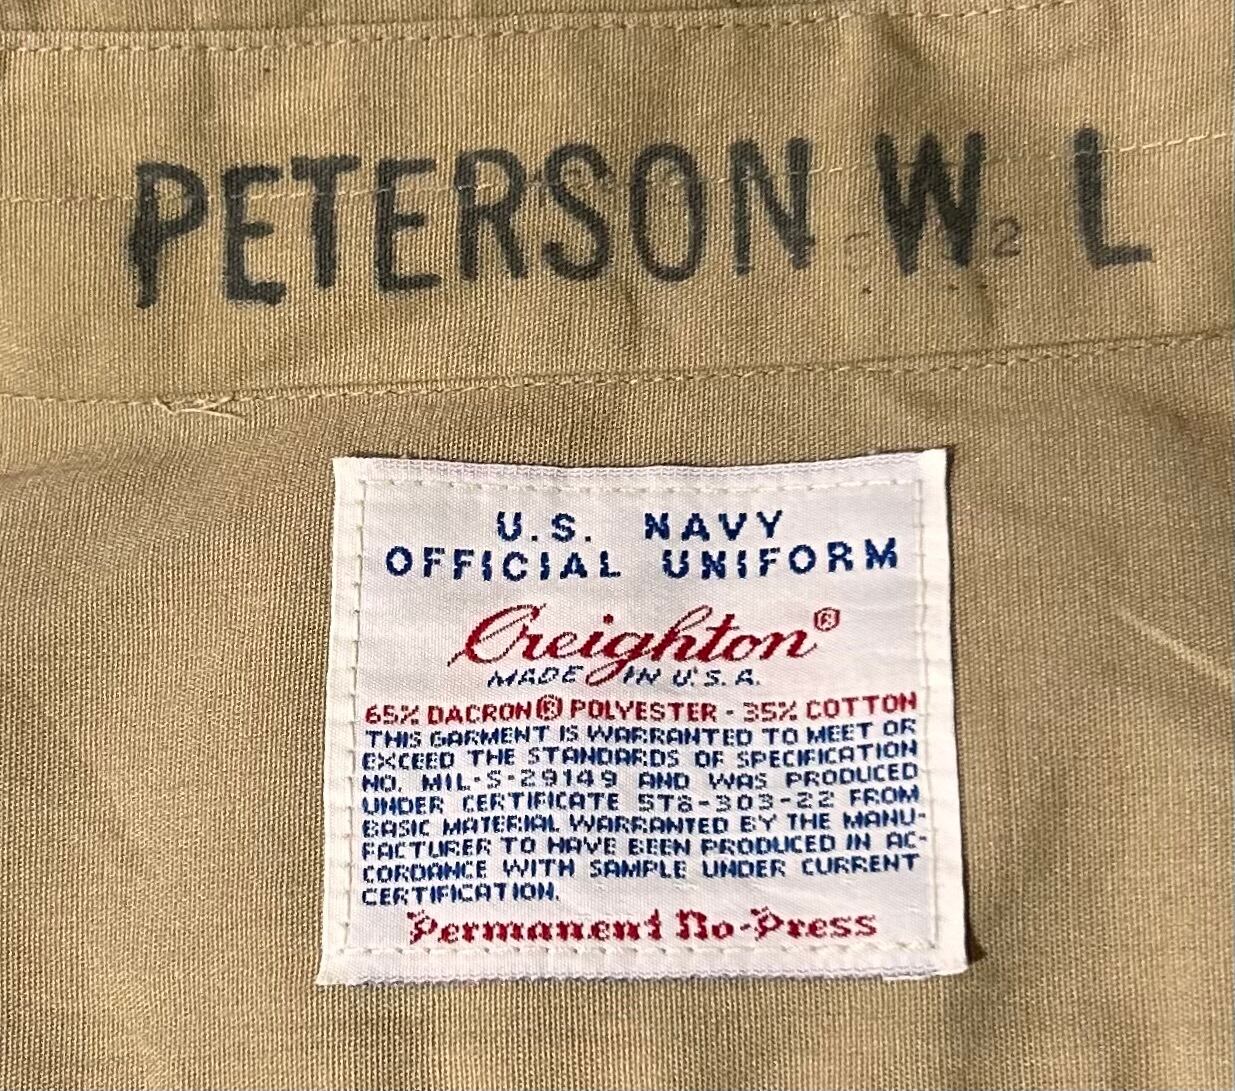 PETERSON W L
2
U.S. NAVY
OFFICIAL UNIFORM
Creighton®
MADE IN U.S.A.
65% DACRON® POLYESTER - 35% COTTON
THIS GARMENT IS WARRANTED TO MEET OR
EXCEED THE STANDARDS OF SPECIFICATION
NO. MIL-S-29149 AND WAS PRODUCED
UNDER CERTIFICATE ST6-303-22 FROM
BASIC MATERIAL WARRANTED BY THE MANU-
FACTURER TO HAVE BEEN PRODUCED IN AC-
CORDANCE WITH SAMPLE UNDER CURRENT
CERTIFICATION.
Permanent No-Press